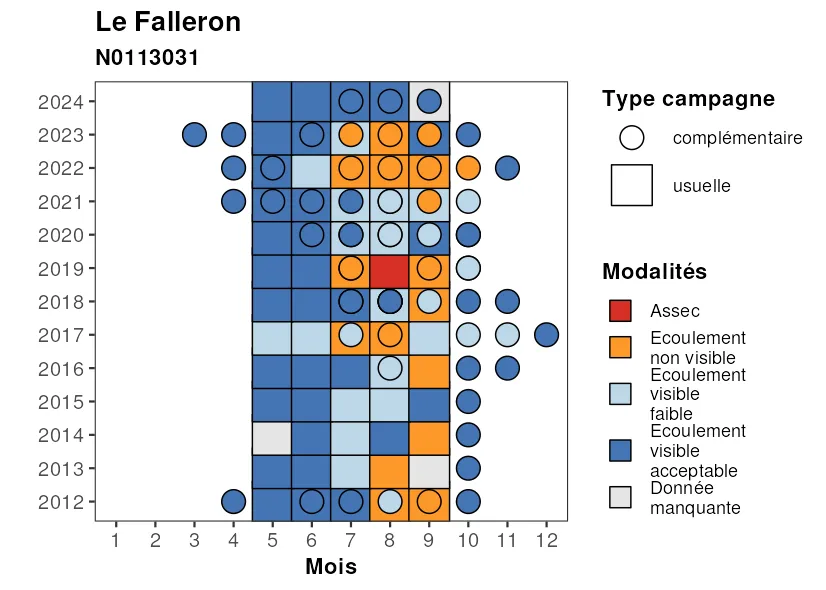 Le Falleron
N0113031
2024
2023
2022
2021
2020
2019
2018
2017
2016
2015
2014
2013
2012
1 2 3 4 5 6 7 8 9 10 11 12
Mois
Type campagne
complémentaire
usuelle
Modalités
Assec
Ecoulement
non visible
Ecoulement
visible
faible
Ecoulement
visible
acceptable
Donnée
manquante